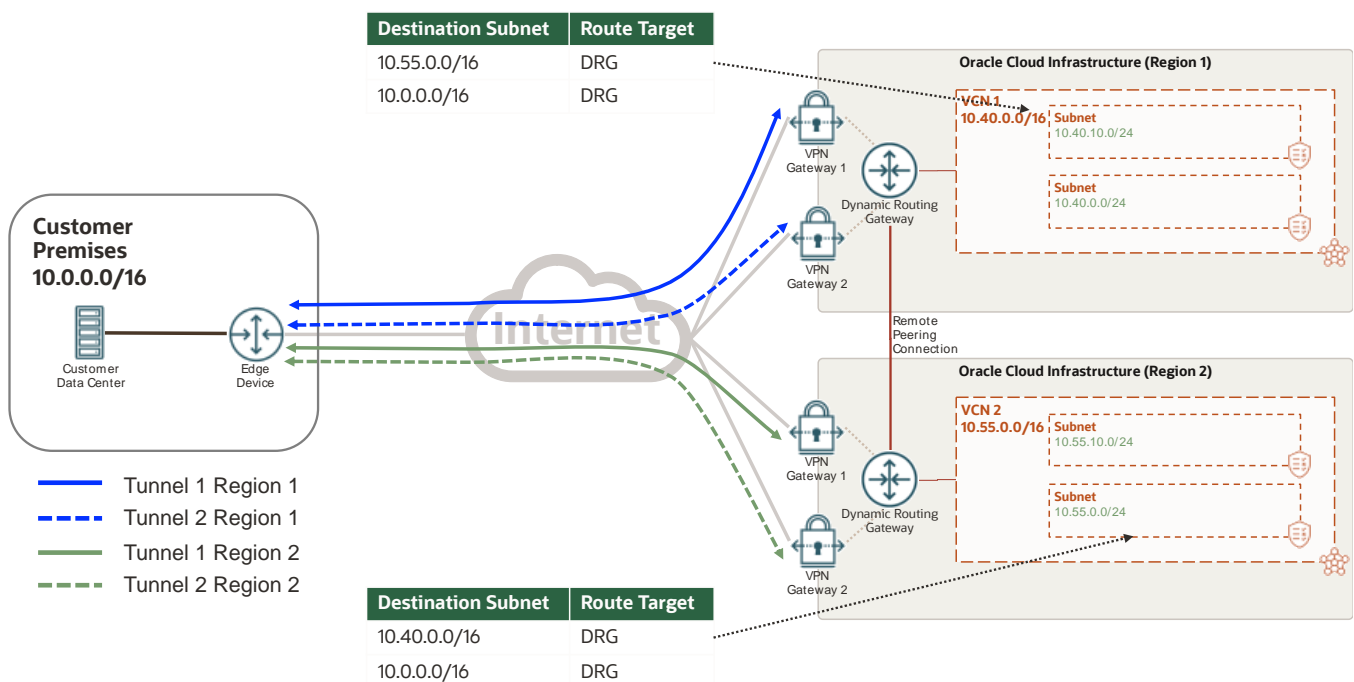 Destination Subnet Route Target
10.55.0.0/16 DRG
10.0.0.0/16 DRG
Oracle Cloud Infrastructure (Region 1)
VCN 1
10.40.0.0/16
Subnet
10.40.10.0/24
Subnet
10.40.0.0/24
VPN
Gateway 1
Dynamic Routing
Gateway
VPN
Gateway 2
Customer
Premises
10.0.0.0/16
Customer
Data Center
Edge
Device
Internet
Remote
Peering
Connection
Oracle Cloud Infrastructure (Region 2)
VCN 2
10.55.0.0/16
Subnet
10.55.10.0/24
Subnet
10.55.0.0/24
VPN
Gateway 1
Dynamic Routing
Gateway
VPN
Gateway 2
Tunnel 1 Region 1
Tunnel 2 Region 1
Tunnel 1 Region 2
Tunnel 2 Region 2
Destination Subnet Route Target
10.40.0.0/16 DRG
10.0.0.0/16 DRG